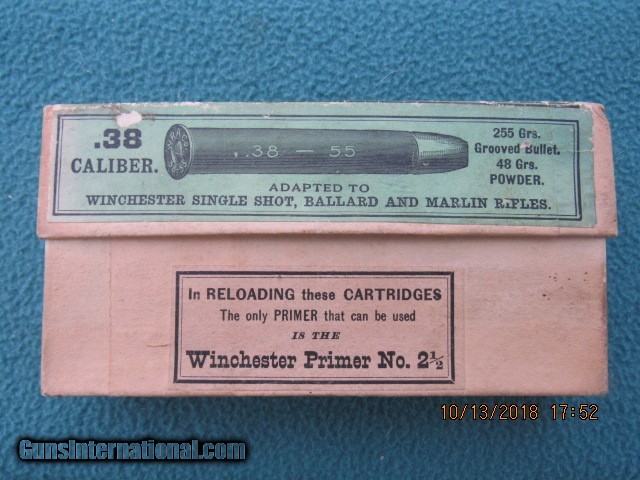 .38
CALIBER.
W.R.A.Co.
.38 — 55
255 Grs.
Grooved Bullet.
48 Grs.
POWDER.
ADAPTED TO
WINCHESTER SINGLE SHOT, BALLARD AND MARLIN RIFLES.
In RELOADING these CARTRIDGES
The only PRIMER that can be used
IS THE
Winchester Primer No. 2½
10/13/2018 17:52
GunsInternational.com